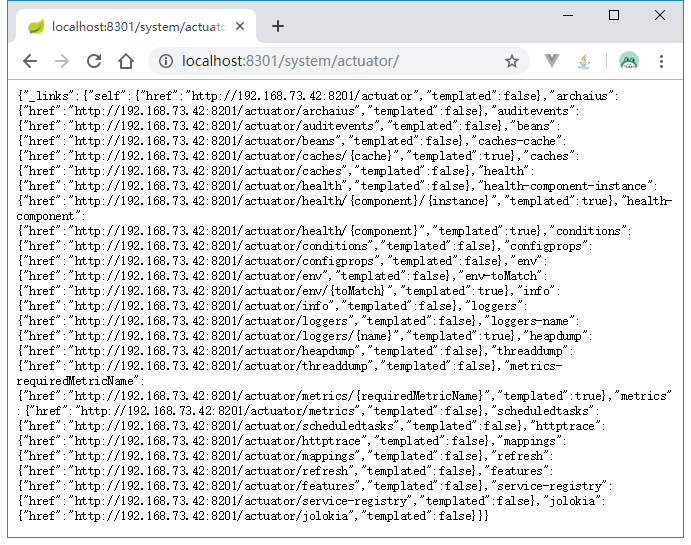 localhost:8301/system/actuator
localhost:8301/system/actuator/
{"_links":{"self":{"href":"http://192.168.73.42:8201/actuator","templated":false},"archaius":
{"href":"http://192.168.73.42:8201/actuator/archaius","templated":false},"auditevents":
{"href":"http://192.168.73.42:8201/actuator/auditevents","templated":false},"beans":
{"href":"http://192.168.73.42:8201/actuator/beans","templated":false},"caches-cache":
{"href":"http://192.168.73.42:8201/actuator/caches/{cache}","templated":true},"caches":
{"href":"http://192.168.73.42:8201/actuator/caches","templated":false},"health":
{"href":"http://192.168.73.42:8201/actuator/health","templated":false},"health-component-instance":
{"href":"http://192.168.73.42:8201/actuator/health/{component}/{instance}","templated":true},"health-
component":
{"href":"http://192.168.73.42:8201/actuator/health/{component}","templated":true},"conditions":
{"href":"http://192.168.73.42:8201/actuator/conditions","templated":false},"configprops":
{"href":"http://192.168.73.42:8201/actuator/configprops","templated":false},"env":
{"href":"http://192.168.73.42:8201/actuator/env","templated":false},"env-toMatch":
{"href":"http://192.168.73.42:8201/actuator/env/{toMatch}","templated":true},"info":
{"href":"http://192.168.73.42:8201/actuator/info","templated":false},"loggers":
{"href":"http://192.168.73.42:8201/actuator/loggers","templated":false},"loggers-name":
{"href":"http://192.168.73.42:8201/actuator/loggers/{name}","templated":true},"heapdump":
{"href":"http://192.168.73.42:8201/actuator/heapdump","templated":false},"threaddump":
{"href":"http://192.168.73.42:8201/actuator/threaddump","templated":false},"metrics-
requiredMetricName":
{"href":"http://192.168.73.42:8201/actuator/metrics/{requiredMetricName}","templated":true},"metrics"
:{"href":"http://192.168.73.42:8201/actuator/metrics","templated":false},"scheduledtasks":
{"href":"http://192.168.73.42:8201/actuator/scheduledtasks","templated":false},"httptrace":
{"href":"http://192.168.73.42:8201/actuator/httptrace","templated":false},"mappings":
{"href":"http://192.168.73.42:8201/actuator/mappings","templated":false},"refresh":
{"href":"http://192.168.73.42:8201/actuator/refresh","templated":false},"features":
{"href":"http://192.168.73.42:8201/actuator/features","templated":false},"service-registry":
{"href":"http://192.168.73.42:8201/actuator/service-registry","templated":false},"jolokia":
{"href":"http://192.168.73.42:8201/actuator/jolokia","templated":false}}}